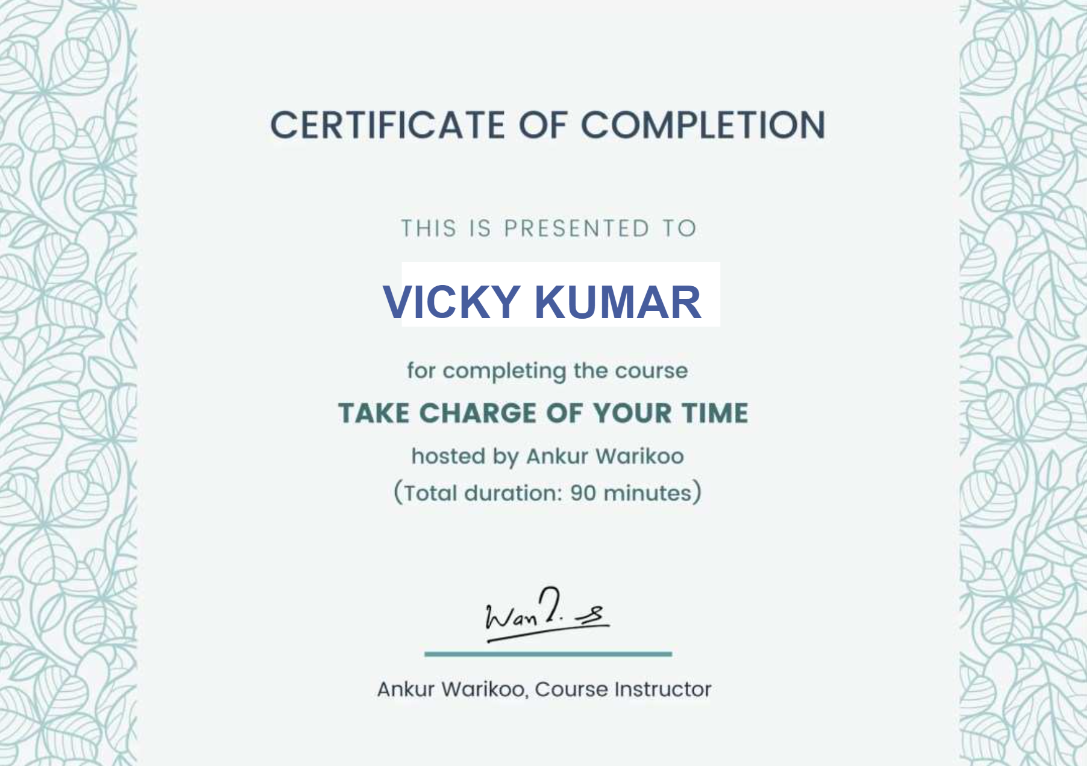 CERTIFICATE OF COMPLETION
THIS IS PRESENTED TO
VICKY KUMAR
for completing the course
TAKE CHARGE OF YOUR TIME
hosted by Ankur Warikoo
(Total duration: 90 minutes)
Ankur Warikoo, Course Instructor